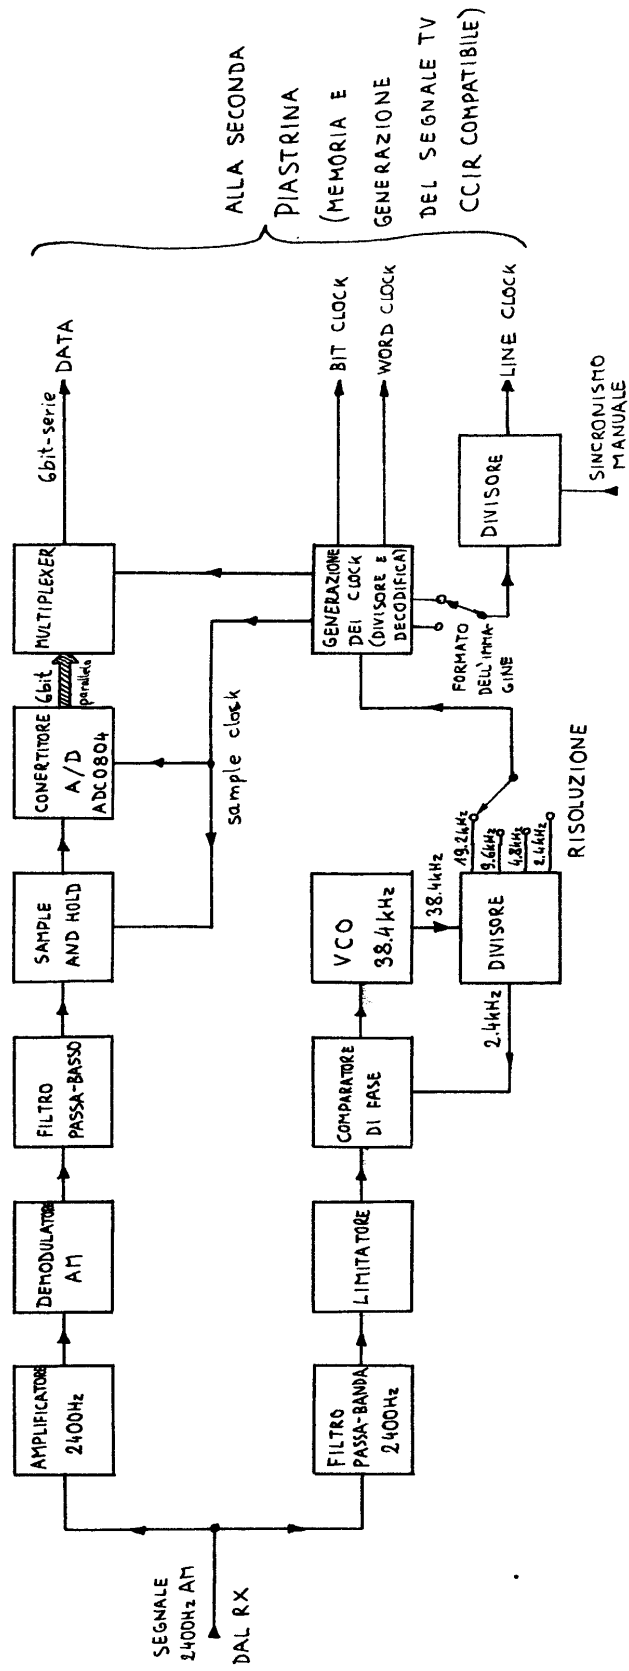 SEGNALE
2400Hz AM
DAL RX
AMPLIFICATORE
2400Hz
DEMODULATORE
AM
FILTRO
PASSA-BASSO
SAMPLE
AND HOLD
CONERTITORE
A/D
ADC0804
6bit
parallelo
MULTIPLEXER
6bit-serie
DATA
sample clock
FILTRO
PASSA-BANDA
2400Hz
LIMITATORE
COMPARATORE
DI FASE
VCO
38.4kHz
38.4kHz
DIVISORE
2.4kHz
19.2kHz
9.6kHz
4.8kHz
2.4kHz
RISOLUZIONE
GENERAZIONE
DEI CLOCK
(DIVISORE E
DECODIFICA)
BIT CLOCK
WORD CLOCK
FORMATO
DELL'IMMA-
GINE
DIVISORE
LINE CLOCK
SINCRONISMO
MANUALE
ALLA SECONDA
PIASTRINA
(MEMORIA E
GENERAZIONE
DEL SEGNALE TV
CCIR COMPATIBILE)